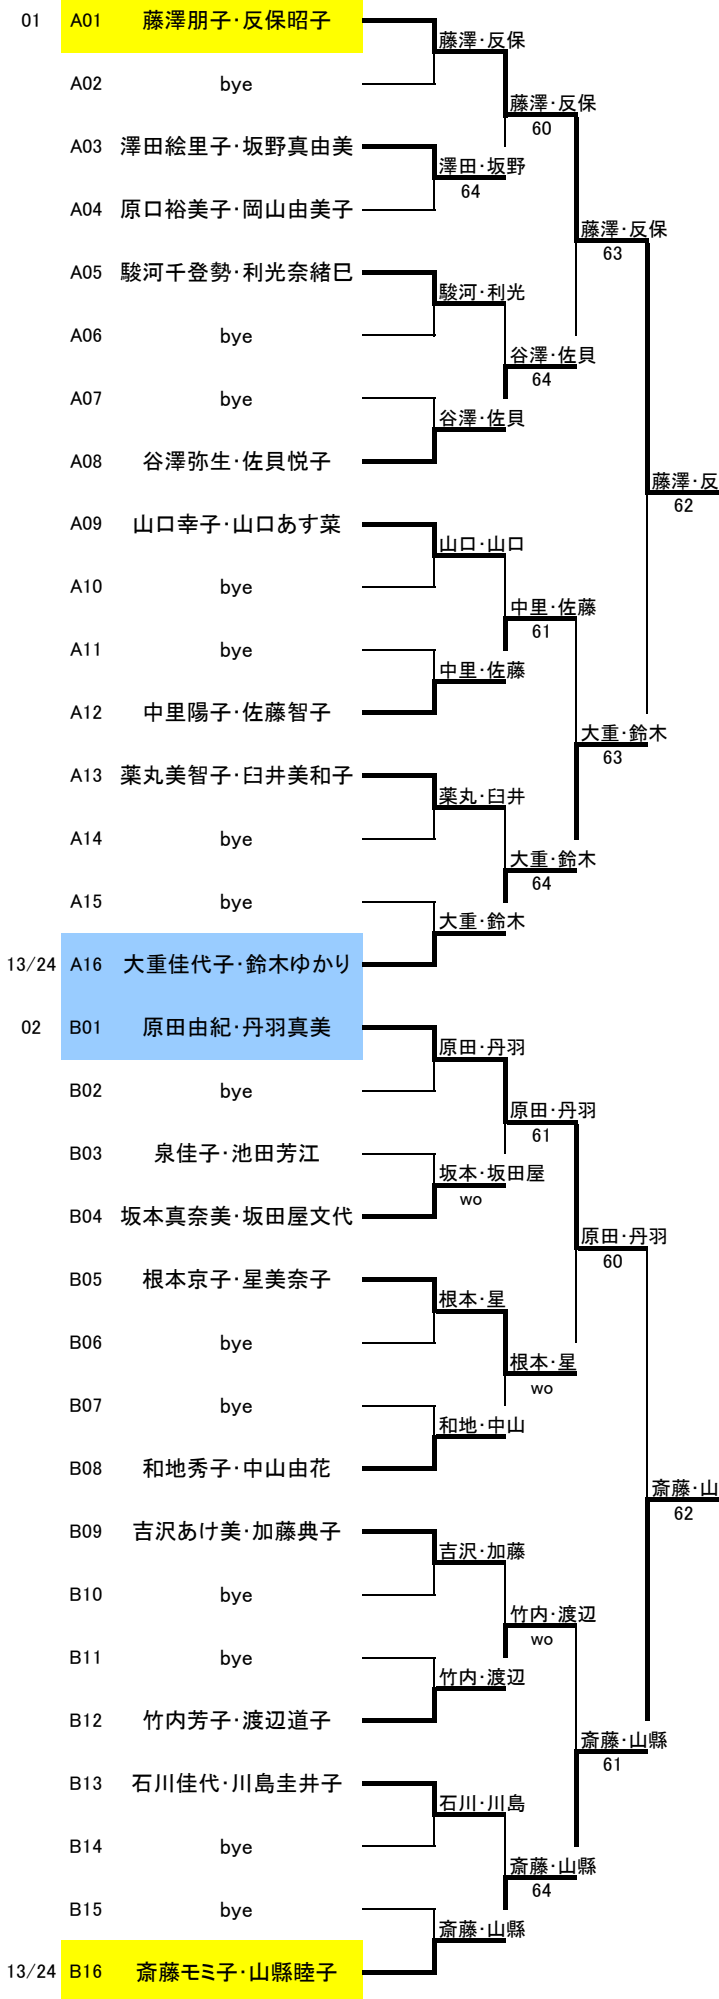 01 A01 藤澤朋子・反保昭子
藤澤・反保
A02 bye
藤澤・反保
60
A03 澤田絵里子・坂野真由美
澤田・坂野
64
A04 原口裕美子・岡山由美子
藤澤・反保
63
A05 駿河千登勢・利光奈緒巳
駿河・利光
A06 bye
谷澤・佐貝
64
A07 bye
谷澤・佐貝
A08 谷澤弥生・佐貝悦子
藤澤・反
62
A09 山口幸子・山口あす菜
山口・山口
A10 bye
中里・佐藤
61
A11 bye
中里・佐藤
A12 中里陽子・佐藤智子
大重・鈴木
63
A13 薬丸美智子・臼井美和子
薬丸・臼井
A14 bye
大重・鈴木
64
A15 bye
大重・鈴木
13/24 A16 大重佳代子・鈴木ゆかり
02 B01 原田由紀・丹羽真美
原田・丹羽
B02 bye
原田・丹羽
61
B03 泉佳子・池田芳江
坂本・坂田屋
wo
B04 坂本真奈美・坂田屋文代
原田・丹羽
60
B05 根本京子・星美奈子
根本・星
B06 bye
根本・星
wo
B07 bye
和地・中山
B08 和地秀子・中山由花
斎藤・山
62
B09 吉沢あけ美・加藤典子
吉沢・加藤
B10 bye
竹内・渡辺
wo
B11 bye
竹内・渡辺
B12 竹内芳子・渡辺道子
斎藤・山縣
61
B13 石川佳代・川島圭井子
石川・川島
B14 bye
斎藤・山縣
64
B15 bye
斎藤・山縣
13/24 B16 斎藤モミ子・山縣睦子